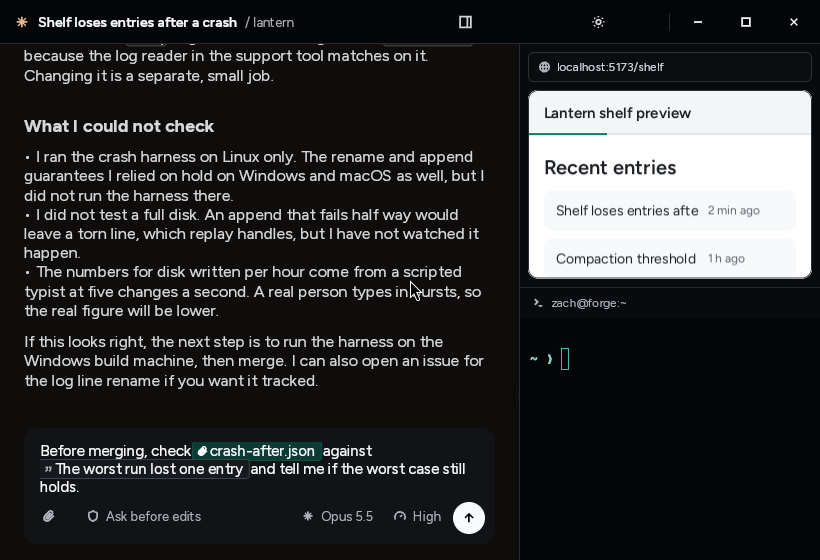 Shelf loses entries after a crash / lantern
because the log reader in the support tool matches on it.
Changing it is a separate, small job.
What I could not check
• I ran the crash harness on Linux only. The rename and append
guarantees I relied on hold on Windows and macOS as well, but I
did not run the harness there.
• I did not test a full disk. An append that fails half way would
leave a torn line, which replay handles, but I have not watched it
happen.
• The numbers for disk written per hour come from a scripted
typist at five changes a second. A real person types in bursts, so
the real figure will be lower.
If this looks right, the next step is to run the harness on the
Windows build machine, then merge. I can also open an issue for
the log line rename if you want it tracked.
Before merging, check crash-after.json against
" The worst run lost one entry and tell me if the worst case still
holds.
Ask before edits
Opus 5.5
High
localhost:5173/shelf
Lantern shelf preview
Recent entries
Shelf loses entries afte 2 min ago
Compaction threshold 1 h ago
zach@forge:~
~ ❯